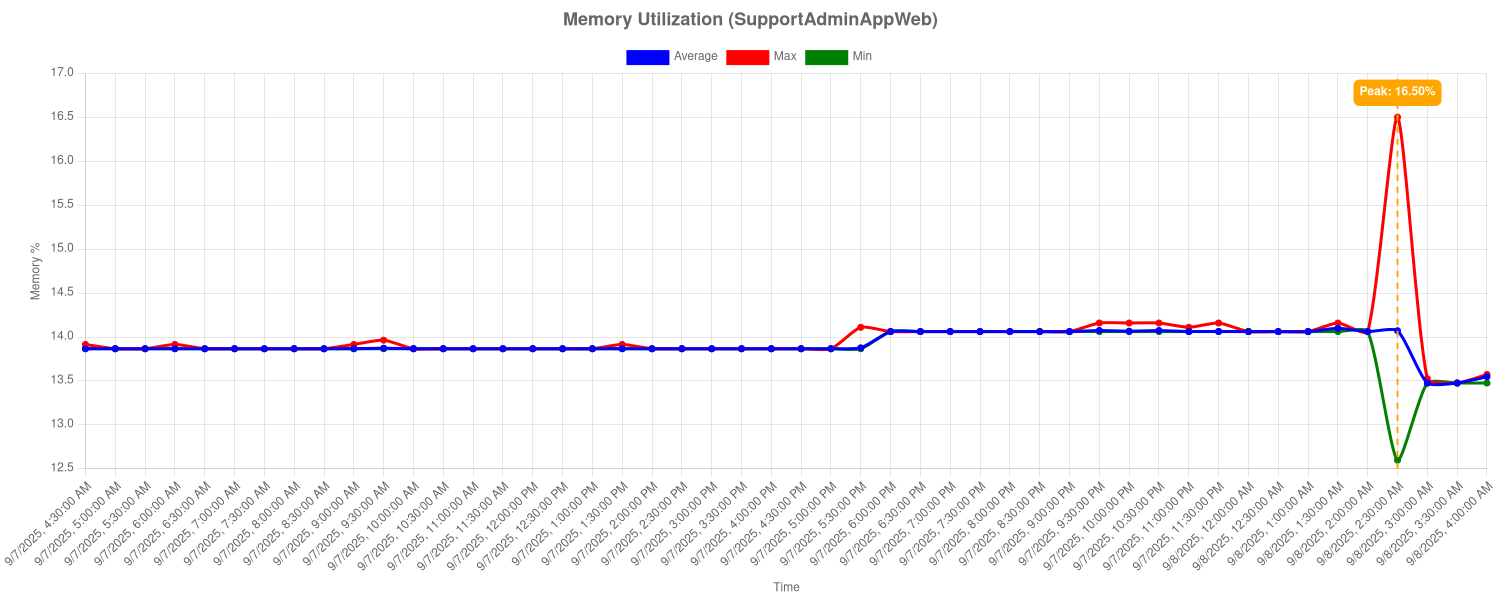 Memory Utilization (SupportAdminAppWeb)
Average Max Min
Peak: 16.50%
Memory %
17.0
16.5
16.0
15.5
15.0
14.5
14.0
13.5
13.0
12.5
9/7/2025, 4:30:00 AM
9/7/2025, 5:00:00 AM
9/7/2025, 5:30:00 AM
9/7/2025, 6:00:00 AM
9/7/2025, 6:30:00 AM
9/7/2025, 7:00:00 AM
9/7/2025, 7:30:00 AM
9/7/2025, 8:00:00 AM
9/7/2025, 8:30:00 AM
9/7/2025, 9:00:00 AM
9/7/2025, 9:30:00 AM
9/7/2025, 10:00:00 AM
9/7/2025, 10:30:00 AM
9/7/2025, 11:00:00 AM
9/7/2025, 11:30:00 AM
9/7/2025, 12:00:00 PM
9/7/2025, 12:30:00 PM
9/7/2025, 1:00:00 PM
9/7/2025, 1:30:00 PM
9/7/2025, 2:00:00 PM
9/7/2025, 2:30:00 PM
9/7/2025, 3:00:00 PM
9/7/2025, 3:30:00 PM
9/7/2025, 4:00:00 PM
9/7/2025, 4:30:00 PM
9/7/2025, 5:00:00 PM
9/7/2025, 5:30:00 PM
9/7/2025, 6:00:00 PM
9/7/2025, 6:30:00 PM
9/7/2025, 7:00:00 PM
9/7/2025, 7:30:00 PM
9/7/2025, 8:00:00 PM
9/7/2025, 8:30:00 PM
9/7/2025, 9:00:00 PM
9/7/2025, 9:30:00 PM
9/7/2025, 10:00:00 PM
9/7/2025, 10:30:00 PM
9/7/2025, 11:00:00 PM
9/7/2025, 11:30:00 PM
9/8/2025, 12:00:00 AM
9/8/2025, 12:30:00 AM
9/8/2025, 1:00:00 AM
9/8/2025, 1:30:00 AM
9/8/2025, 2:00:00 AM
9/8/2025, 2:30:00 AM
9/8/2025, 3:00:00 AM
9/8/2025, 3:30:00 AM
9/8/2025, 4:00:00 AM
Time